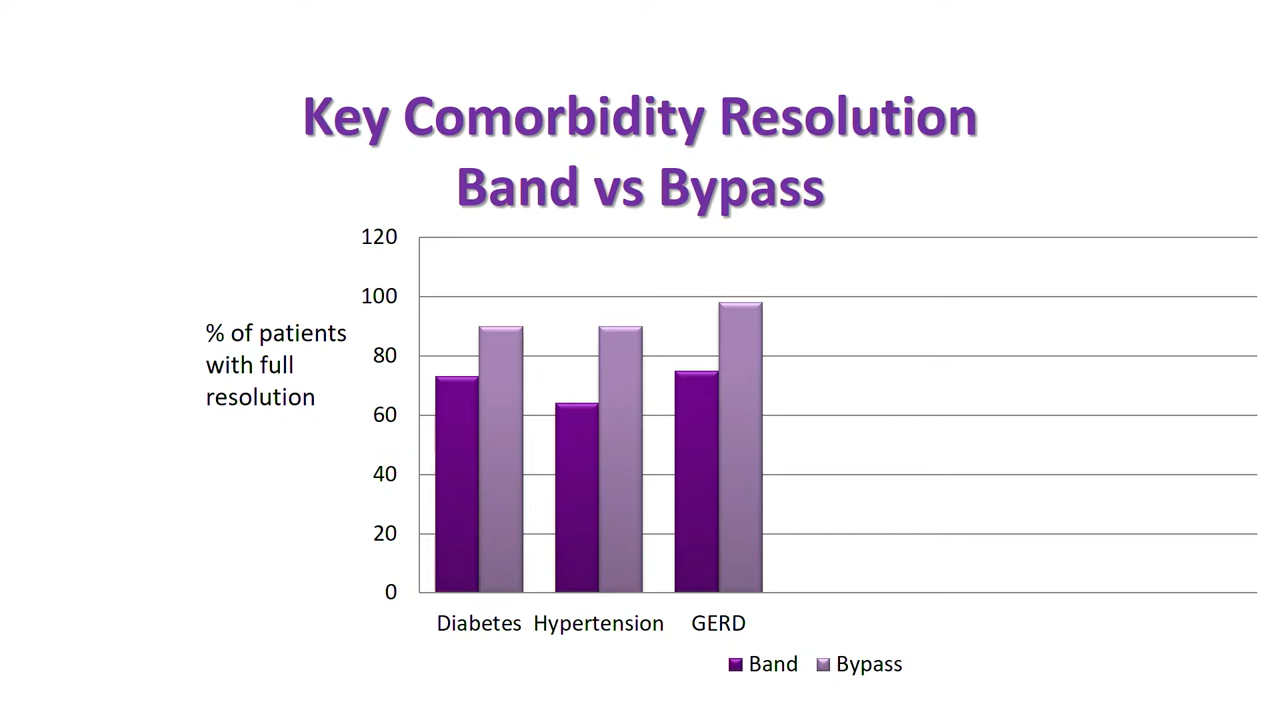 Key Comorbidity Resolution
Band vs Bypass
120
100
% of patients
with full
resolution
80
60
40
20
0
Diabetes Hypertension GERD
Band Bypass